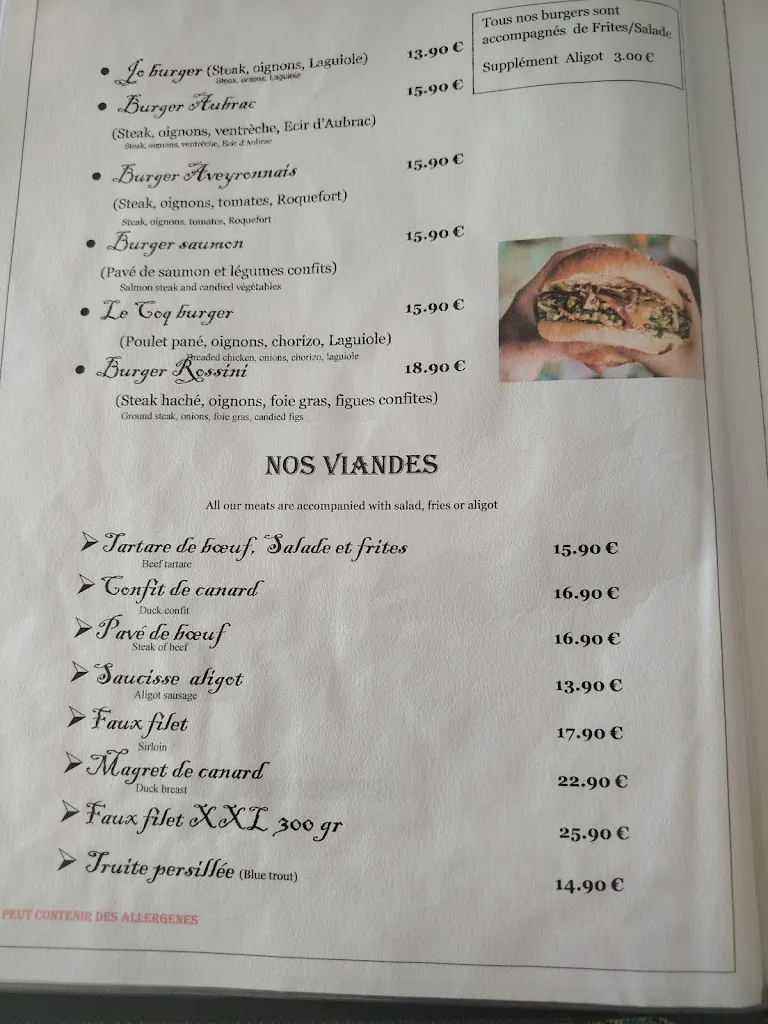 Tous nos burgers sont
accompagnés de Frites/Salade
Supplément Aligot 3.00 €
• Jo burger (Steak, oignons, Laguiole) 13.90 €
Steak, onions, Laguiole
• Burger Aubrac 15.90 €
(Steak, oignons, ventrèche, Ecir d'Aubrac)
Steak, oignons, ventrèche, Ecir d'Aubrac
• Burger Aveyronnais 15.90 €
(Steak, oignons, tomates, Roquefort)
Steak, oignons, tomates, Roquefort
• Burger saumon 15.90 €
(Pavé de saumon et légumes confits)
Salmon steak and candied végétables
• Le Coq burger 15.90 €
(Poulet pané, oignons, chorizo, Laguiole)
Breaded chicken, onions, chorizo, laguiole
• Burger Rossini 18.90 €
(Steak haché, oignons, foie gras, figues confites)
Ground steak, onions, foie gras, candied figs
NOS VIANDES
All our meats are accompanied with salad, fries or aligot
➢ Tartare de bœuf, Salade et frites 15.90 €
Beef tartare
➢ Confit de canard 16.90 €
Duck confit
➢ Pavé de bœuf 16.90 €
Steak of beef
➢ Saucisse aligot 13.90 €
Aligot sausage
➢ Faux filet 17.90 €
Sirloin
➢ Magret de canard 22.90 €
Duck breast
➢ Faux filet XXL 300 gr 25.90 €
➢ Truite persillée (Blue trout) 14.90 €
PEUT CONTENIR DES ALLERGENES